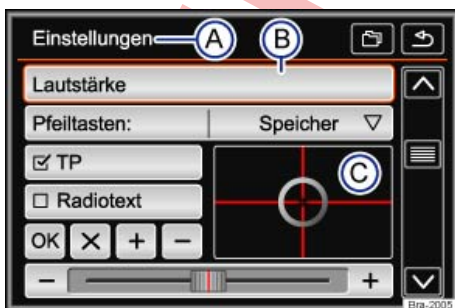 Einstellungen A B
Lautstärke
Pfeiltasten: Speicher
TP C
Radiotext
OK
Bra-2005